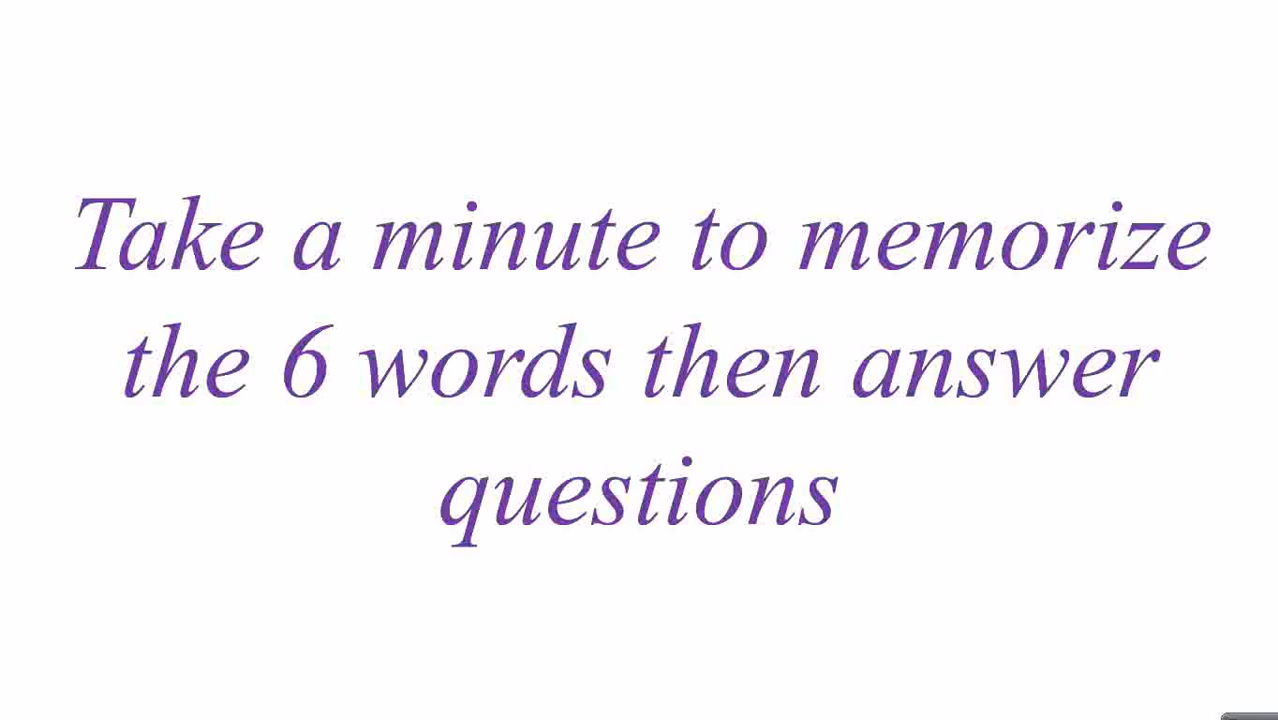 Take a minute to memorize
the 6 words then answer
questions